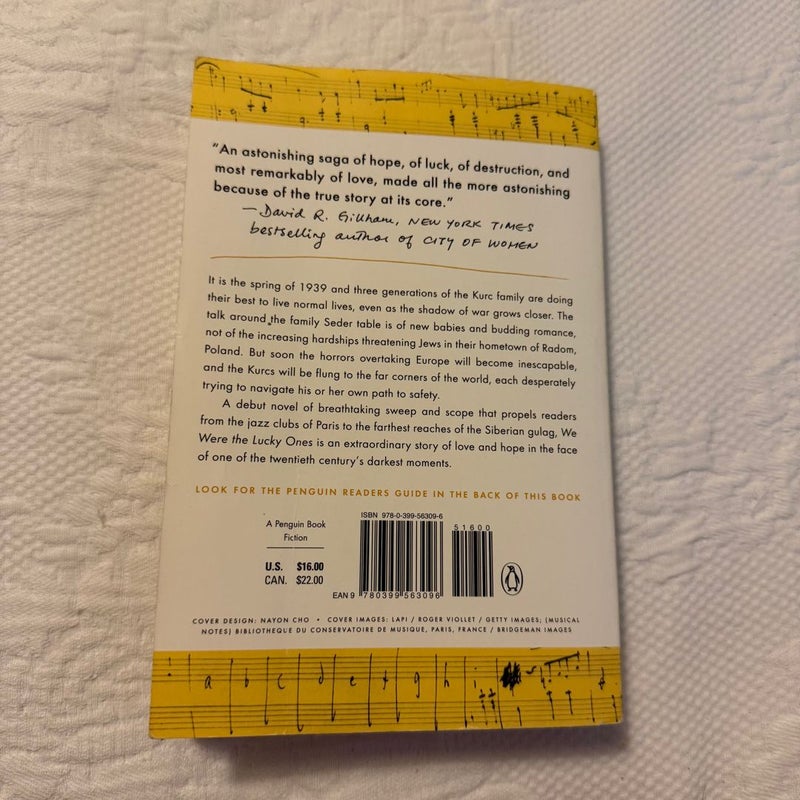 “An astonishing saga of hope, of luck, of destruction, and
most remarkably of love, made all the more astonishing
because of the true story at its core.”
—David R. Gillham, NEW YORK TIMES
bestselling author of CITY OF WOMEN
It is the spring of 1939 and three generations of the Kurc family are doing
their best to live normal lives, even as the shadow of war grows closer. The
talk around the family Seder table is of new babies and budding romance,
not of the increasing hardships threatening Jews in their hometown of Radom,
Poland. But soon the horrors overtaking Europe will become inescapable,
and the Kurcs will be flung to the far corners of the world, each desperately
trying to navigate his or her own path to safety.
A debut novel of breathtaking sweep and scope that propels readers
from the jazz clubs of Paris to the farthest reaches of the Siberian gulag, We
Were the Lucky Ones is an extraordinary story of love and hope in the face
of one of the twentieth century’s darkest moments.
LOOK FOR THE PENGUIN READERS GUIDE IN THE BACK OF THIS BOOK
A Penguin Book
Fiction
U.S. $16.00
CAN. $22.00
ISBN 978-0-399-56309-6
51600
EAN 9 780399 563096
COVER DESIGN: NAYON CHO • COVER IMAGES: LAPI / ROGER VIOLLET / GETTY IMAGES; (MUSICAL
NOTES) BIBLIOTHEQUE DU CONSERVATOIRE DE MUSIQUE, PARIS, FRANCE / BRIDGEMAN IMAGES
a b c d e f g h i